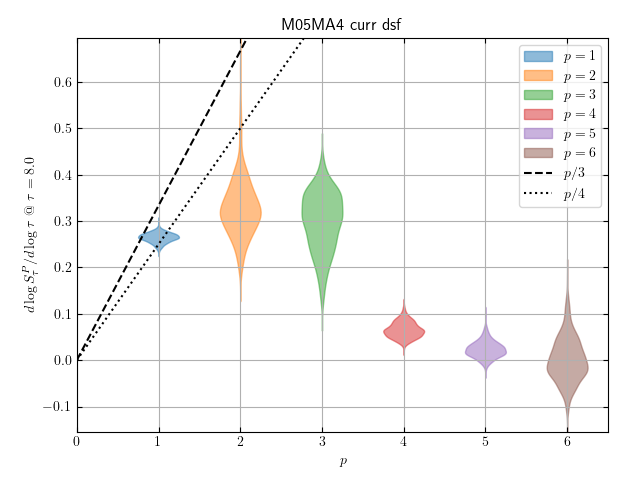 M05MA4 curr dsf
d log S_τ^P / d log τ @ τ = 8.0
0.6
0.5
0.4
0.3
0.2
0.1
0.0
−0.1
0 1 2 3 4 5 6
p
p = 1
p = 2
p = 3
p = 4
p = 5
p = 6
p/3
p/4